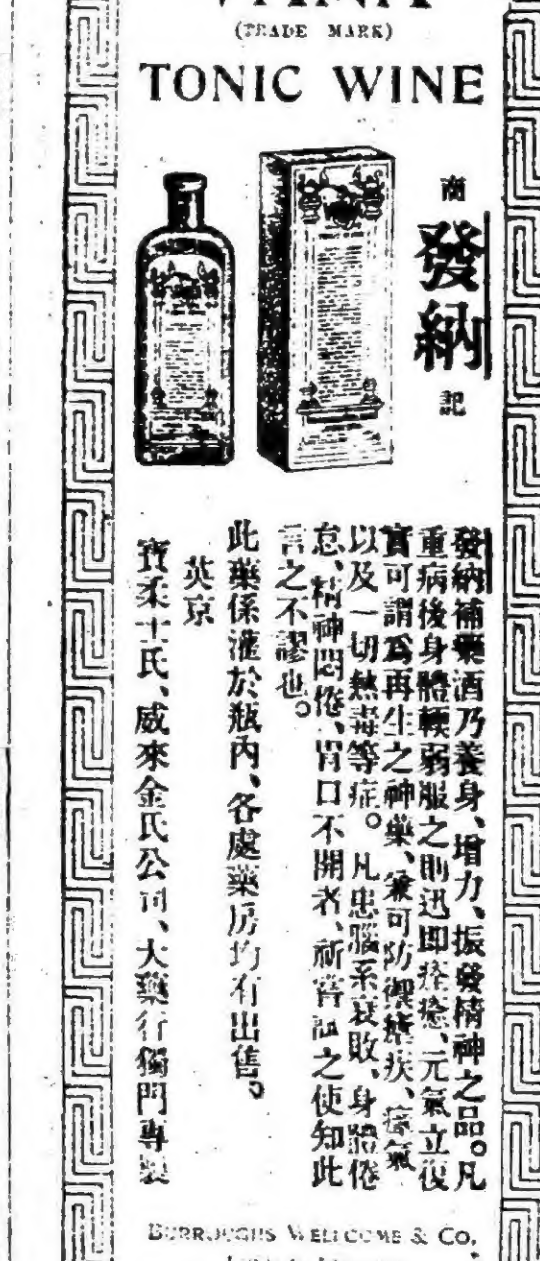 (TRADE MARK)
TONIC WINE
商
發納
記
發納補藥酒乃養身、增力、振發精神之品。凡
重病後身體輭弱服之則迅即痊癒、元氣立復
實可謂爲再生之神藥、兼可防禦瘧疾、瘴氣
以及一切熱毒等症。凡患腦系衰敗、身體倦
怠、精神悶倦、胃口不開者、祈嘗試之使知此
言之不謬也。
此藥係灌於瓶內、各處藥房均有出售。
英京
寶柔士氏、威來金氏公司、大藥行獨門專製
BURROUGHS WELLCOME & CO.